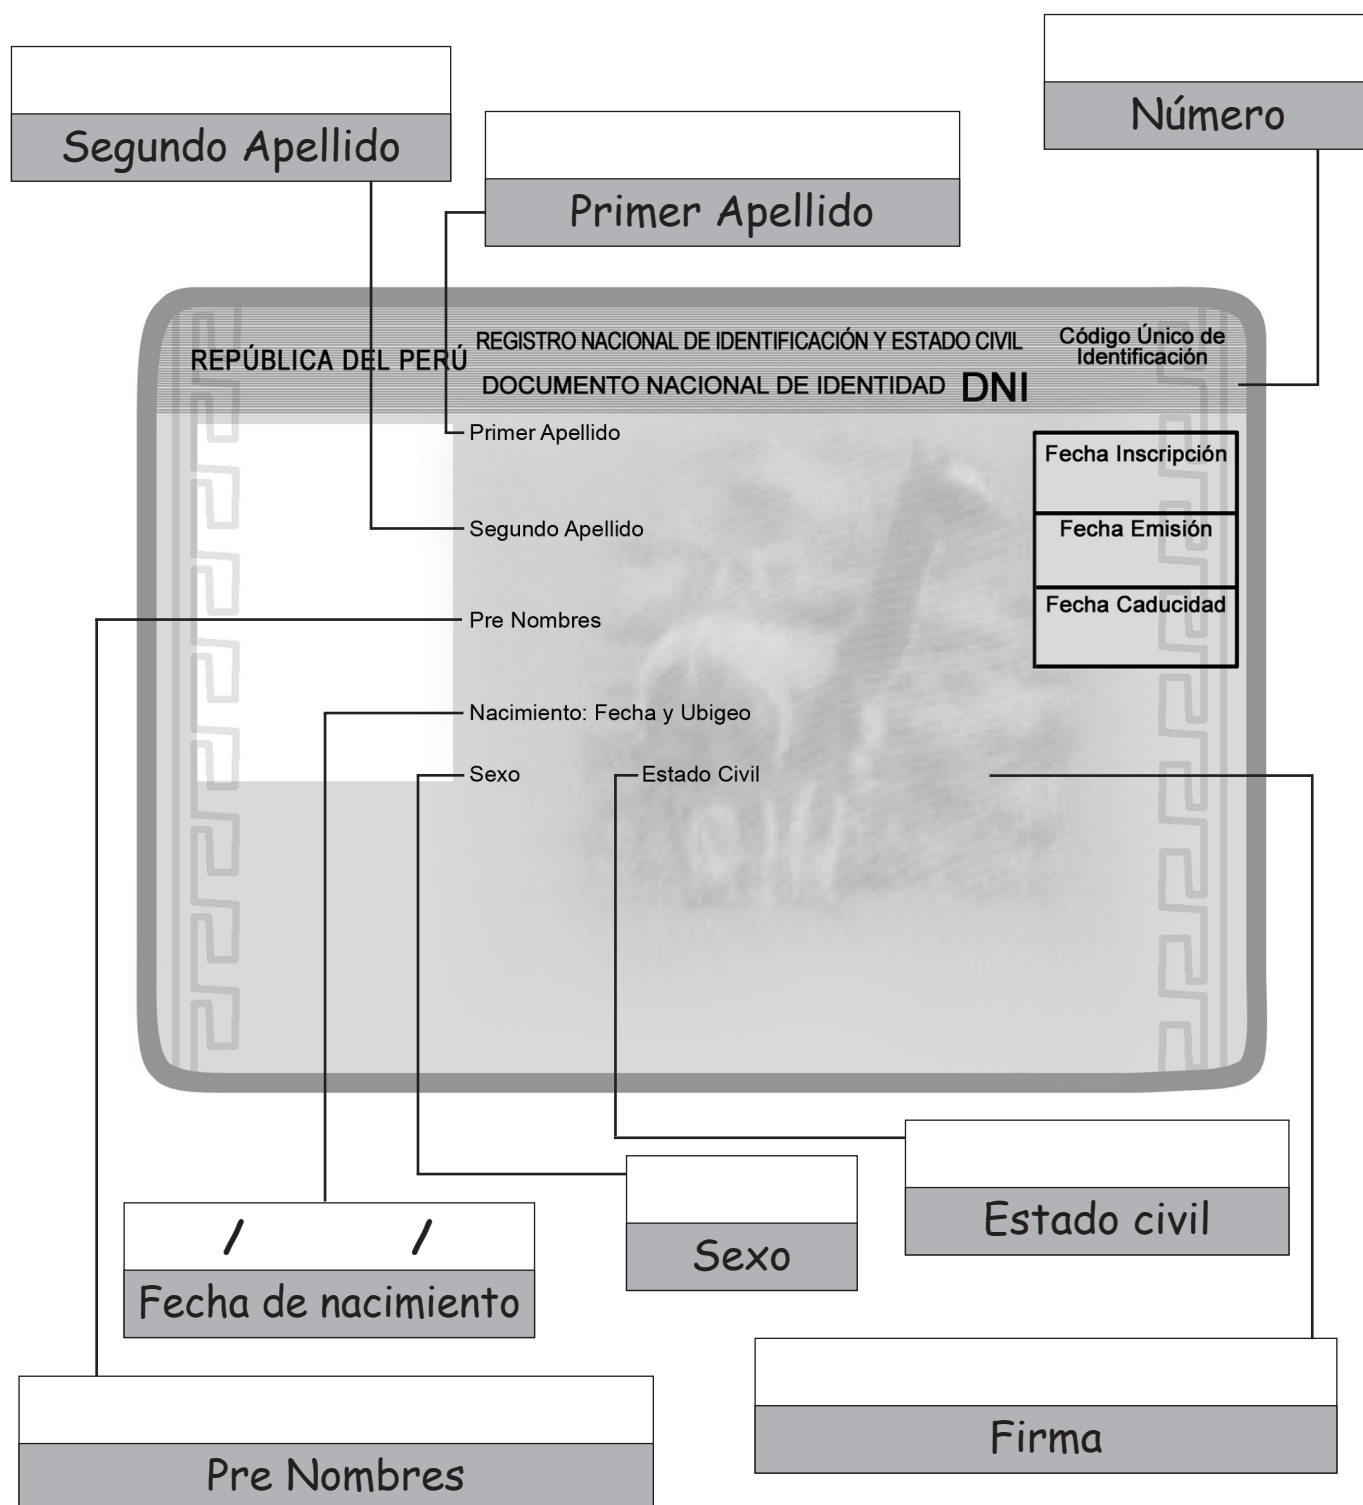 Número
Segundo Apellido
Primer Apellido
REPÚBLICA DEL PERÚ
REGISTRO NACIONAL DE IDENTIFICACIÓN Y ESTADO CIVIL
DOCUMENTO NACIONAL DE IDENTIDAD DNI
Código Único de
Identificación
Primer Apellido
Segundo Apellido
Pre Nombres
Nacimiento: Fecha y Ubigeo
Sexo Estado Civil
Fecha Inscripción
Fecha Emisión
Fecha Caducidad
Estado civil
Sexo
/ /
Fecha de nacimiento
Firma
Pre Nombres